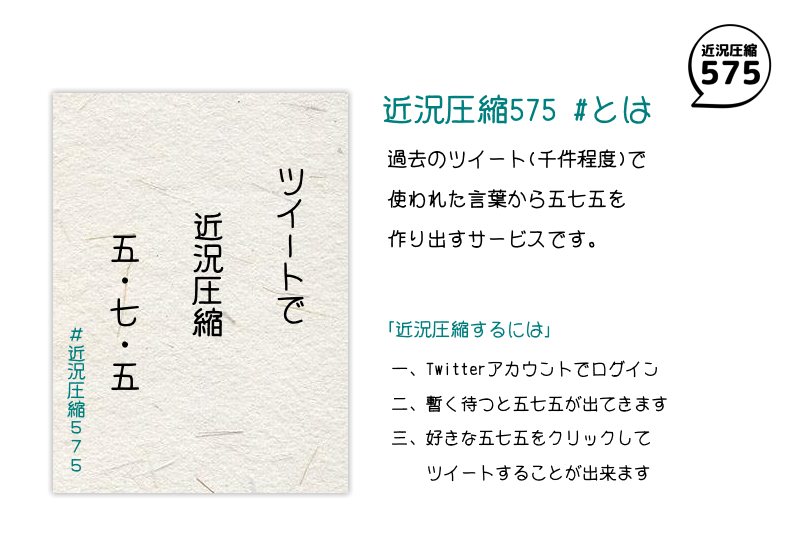 近況圧縮
575
ツイートで
近況圧縮
五・七・五
#近況圧縮575
近況圧縮575 #とは
過去のツイート(千件程度)で
使われた言葉から五七五を
作り出すサービスです。
「近況圧縮するには」
一、Twitterアカウントでログイン
二、暫く待つと五七五が出てきます
三、好きな五七五をクリックして
ツイートすることが出来ます